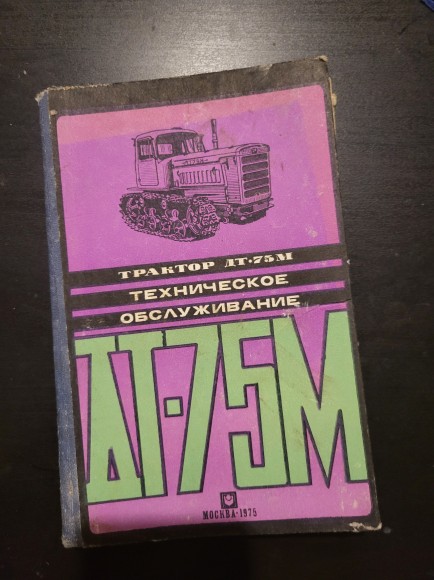 ТРАКТОР ДТ·75М
ТЕХНИЧЕСКОЕ
ОБСЛУЖИВАНИЕ
ДТ·75М
МОСКВА·1975